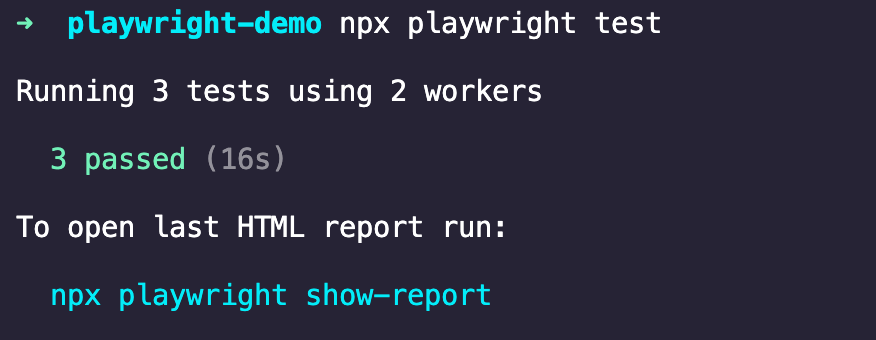 → playwright-demo npx playwright test
Running 3 tests using 2 workers
3 passed (16s)
To open last HTML report run:
npx playwright show-report